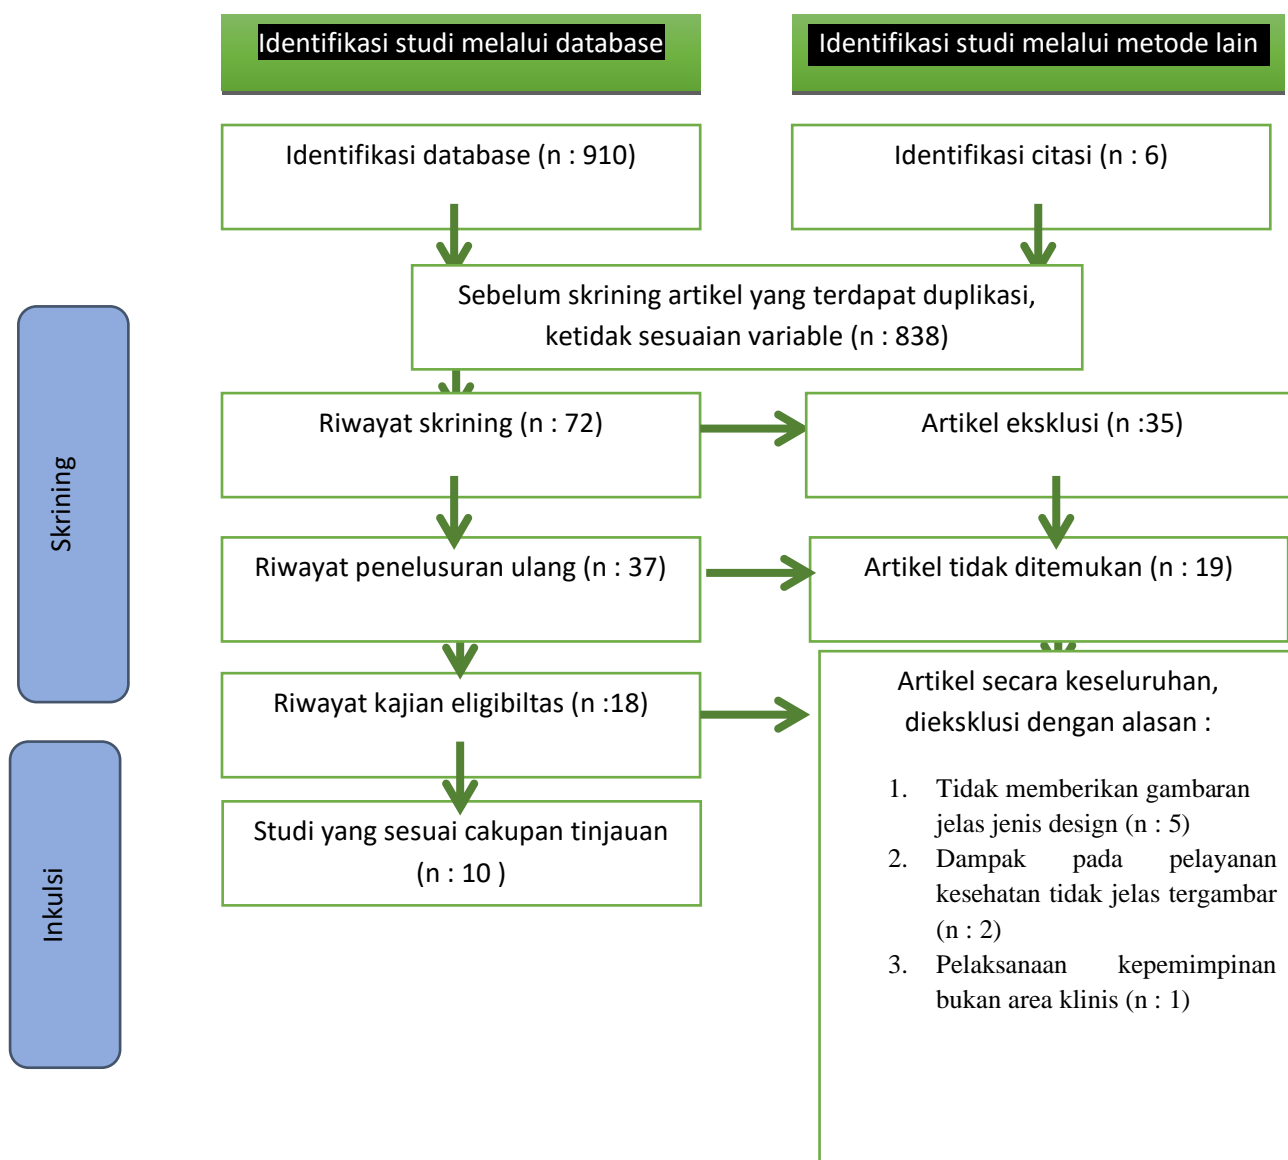 Identifikasi studi melalui database
Identifikasi studi melalui metode lain
Identifikasi database (n : 910)
Identifikasi citasi (n : 6)
Sebelum skrining artikel yang terdapat duplikasi,
ketidak sesuaian variable (n : 838)
Skrining
Riwayat skrining (n : 72)
Artikel eksklusi (n :35)
Riwayat penelusuran ulang (n : 37)
Artikel tidak ditemukan (n : 19)
Riwayat kajian eligibiltas (n :18)
Artikel secara keseluruhan,
dieksklusi dengan alasan :
1. Tidak memberikan gambaran
jelas jenis design (n : 5)
2. Dampak pada pelayanan
kesehatan tidak jelas tergambar
(n : 2)
3. Pelaksanaan kepemimpinan
bukan area klinis (n : 1)
Inkulsi
Studi yang sesuai cakupan tinjauan
(n : 10 )